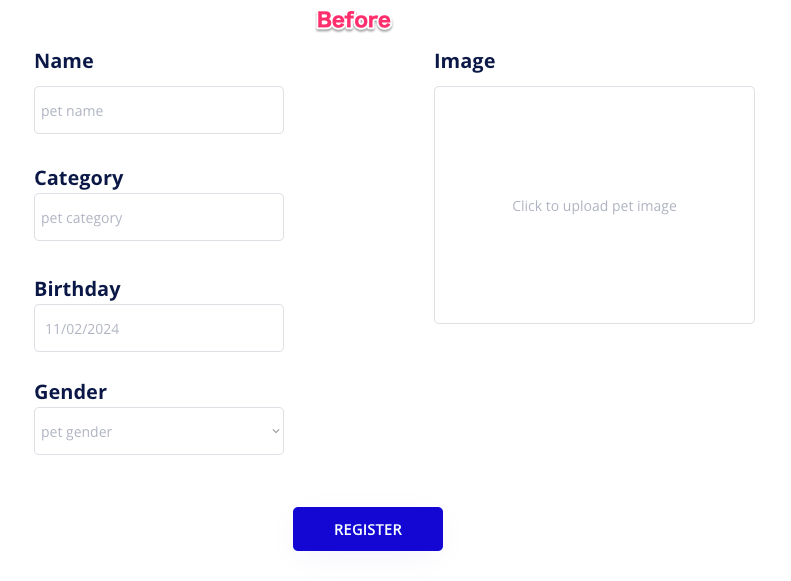 Before
Name
pet name
Category
pet category
Birthday
11/02/2024
Gender
pet gender
Image
Click to upload pet image
REGISTER